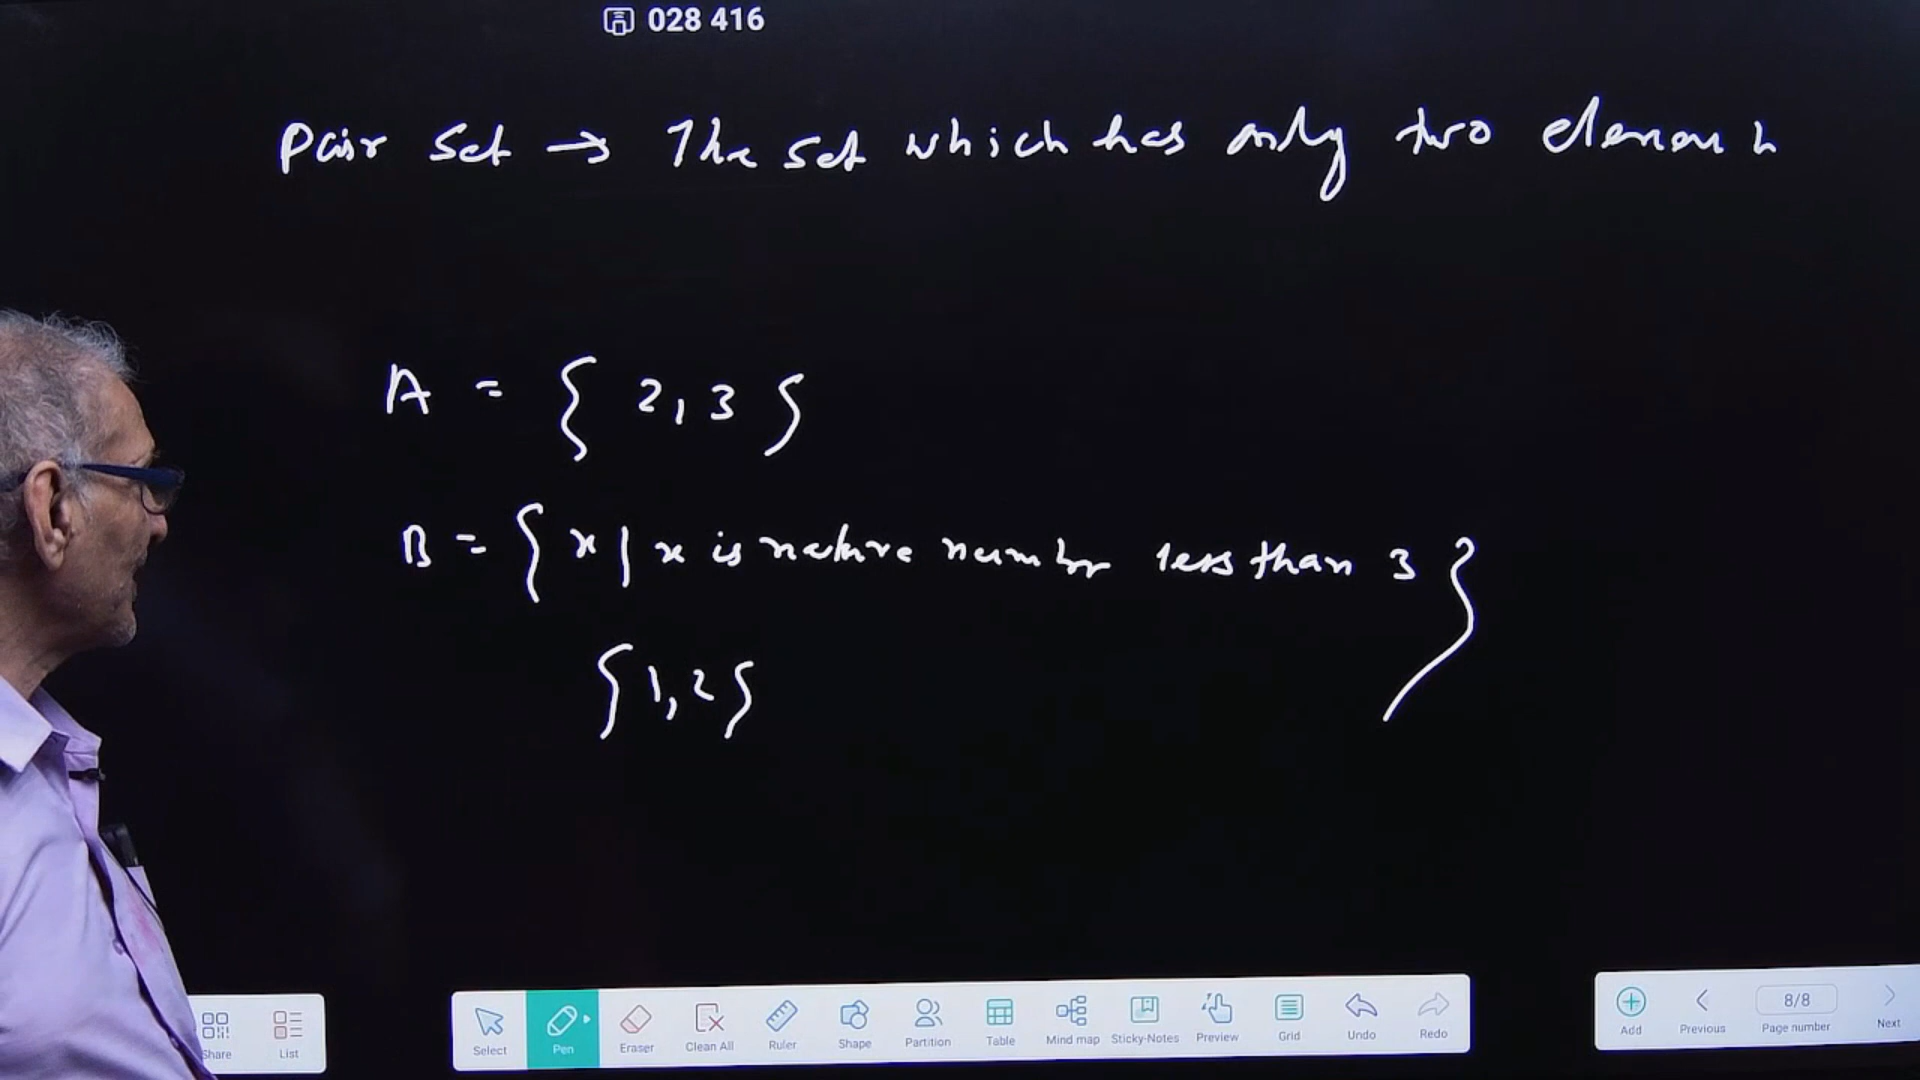 028 416
Pair Set → The set which has only two element
A = { 2, 3 }
B = { x | x is nature number less than 3 }
{1, 2}
Share
List
Select
Pen
Eraser
Clean All
Ruler
Shape
Partition
Table
Mind map
Sticky-Notes
Preview
Grid
Undo
Redo
Add
Previous
8/8
Page number
Next